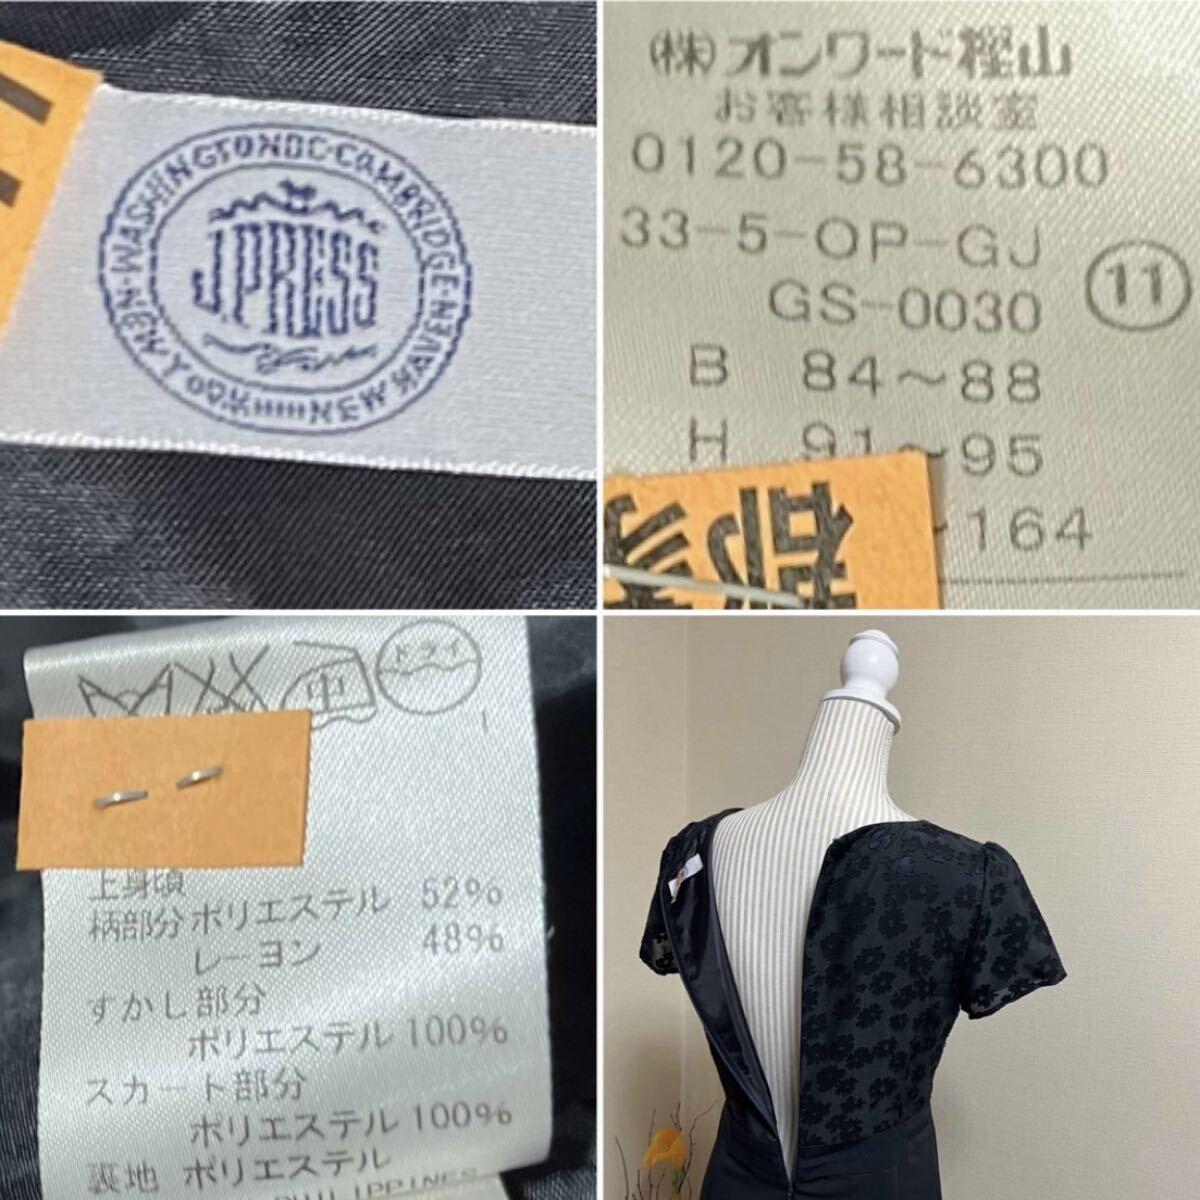 WASHINGTON DC·CAMBRIDGE·NEW HAVEN·NEW YORK
J.PRESS
(株)オンワード樫山
お客様相談室
0120-58-6300
33-5-OP-GJ
GS-0030
11
B 84~88
H 91~95
164
ドライ
中
上身頃
柄部分 ポリエステル 52%
レーヨン 48%
すかし部分
ポリエステル 100%
スカート部分
ポリエステル 100%
裏地 ポリエステル
PHILIPPINES